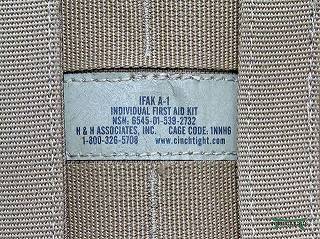 IFAK A-1
INDIVIDUAL FIRST AID KIT
NSN: 6545-01-539-2732
H & H ASSOCIATES, INC. CAGE CODE: 1NNH6
1-800-326-5708 www.cinchtight.com